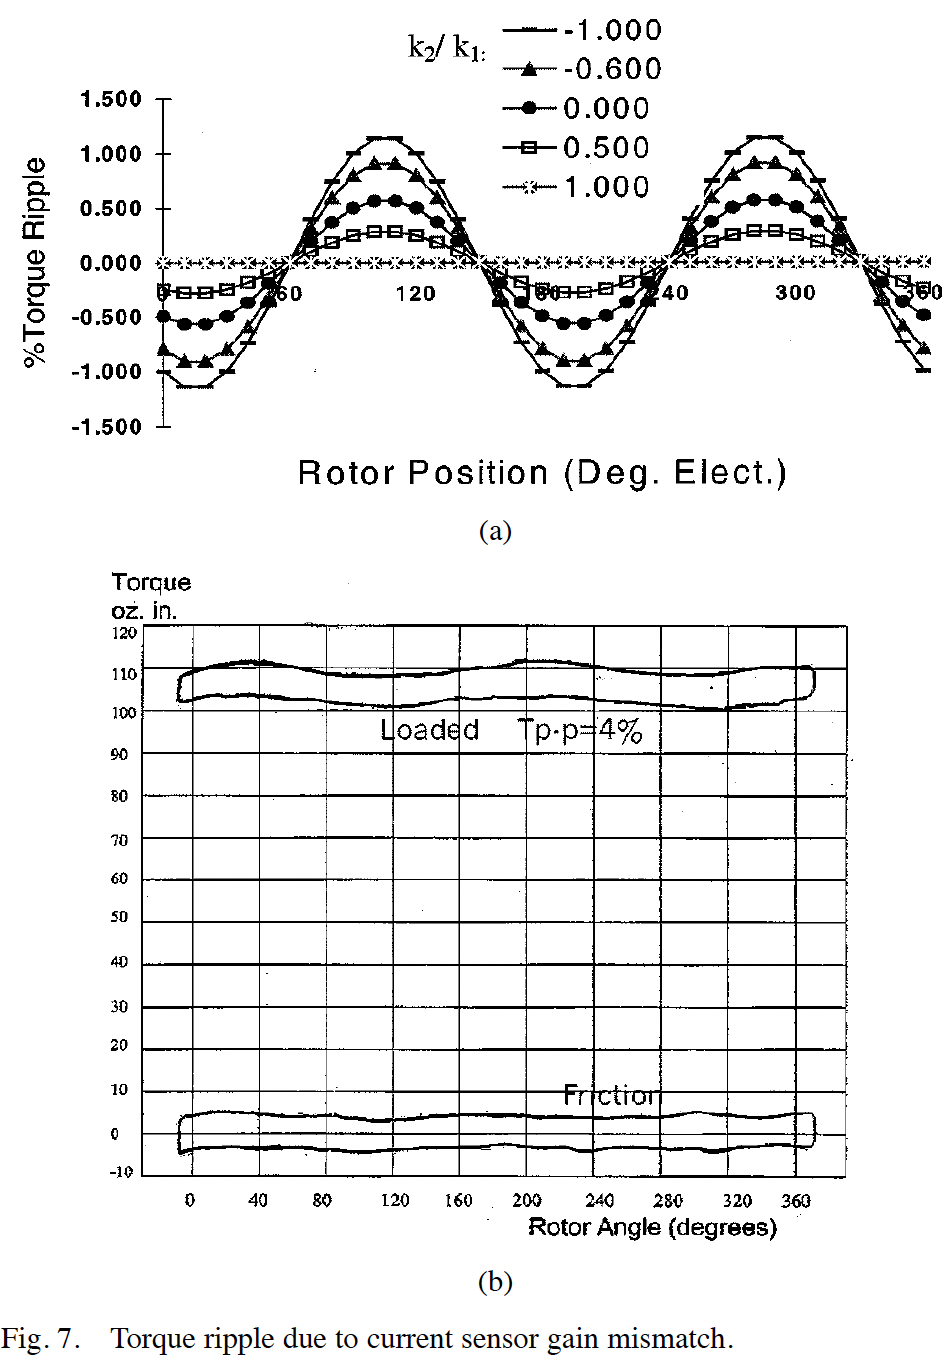 k2/ k1:
-1.000
-0.600
0.000
0.500
1.000
%Torque Ripple
1.500
1.000
0.500
0.000
-0.500
-1.000
-1.500
0 60 120 300 360
Rotor Position (Deg. Elect.)
(a)
Torque
oz. in.
120
110
100
90
80
70
60
50
40
30
20
10
0
-10
Loaded Tp-p=4%
Friction
0 40 80 120 160 200 240 280 320 360
Rotor Angle (degrees)
(b)
Fig. 7. Torque ripple due to current sensor gain mismatch.